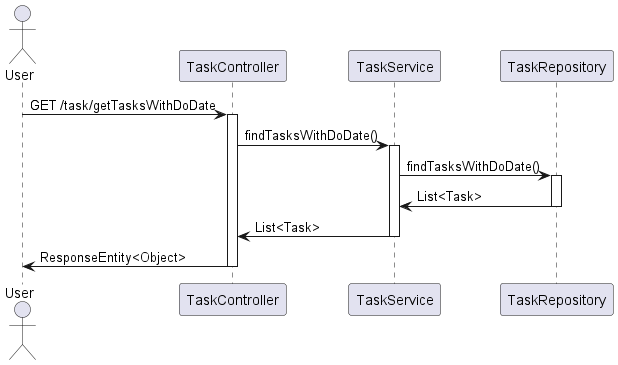 User
TaskController
TaskService
TaskRepository
GET /task/getTasksWithDoDate
findTasksWithDoDate()
findTasksWithDoDate()
List<Task>
List<Task>
ResponseEntity<Object>
User
TaskController
TaskService
TaskRepository